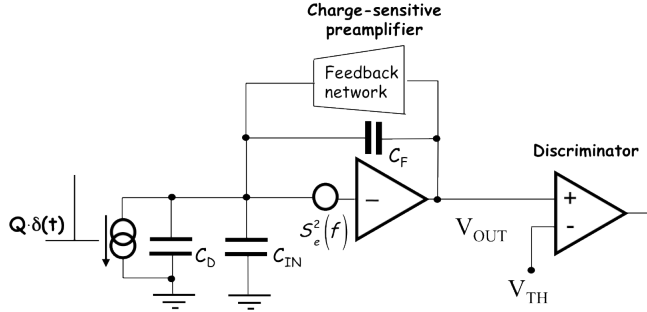 Charge-sensitive
preamplifier
Feedback
network
C_F
Discriminator
Q·δ(t)
C_D
C_IN
S_e^2(f)
−
V_OUT
+
-
V_TH